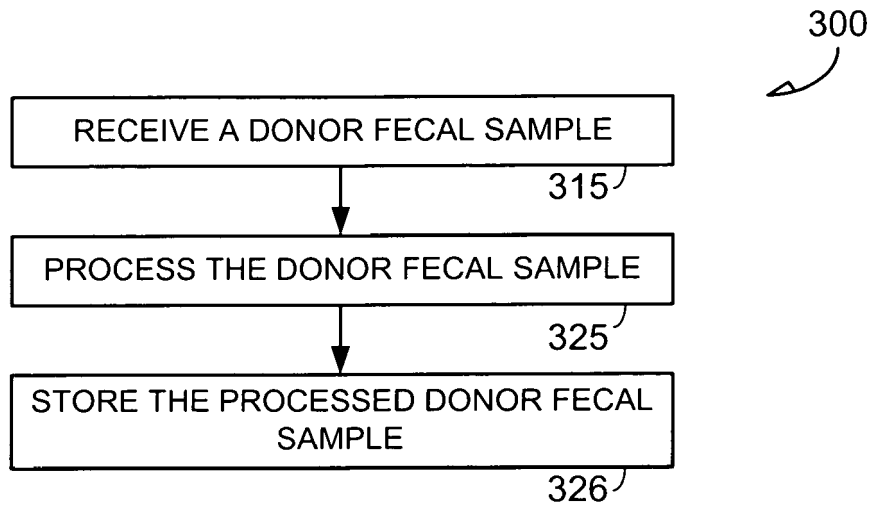 300
RECEIVE A DONOR FECAL SAMPLE
315
PROCESS THE DONOR FECAL SAMPLE
325
STORE THE PROCESSED DONOR FECAL
SAMPLE
326